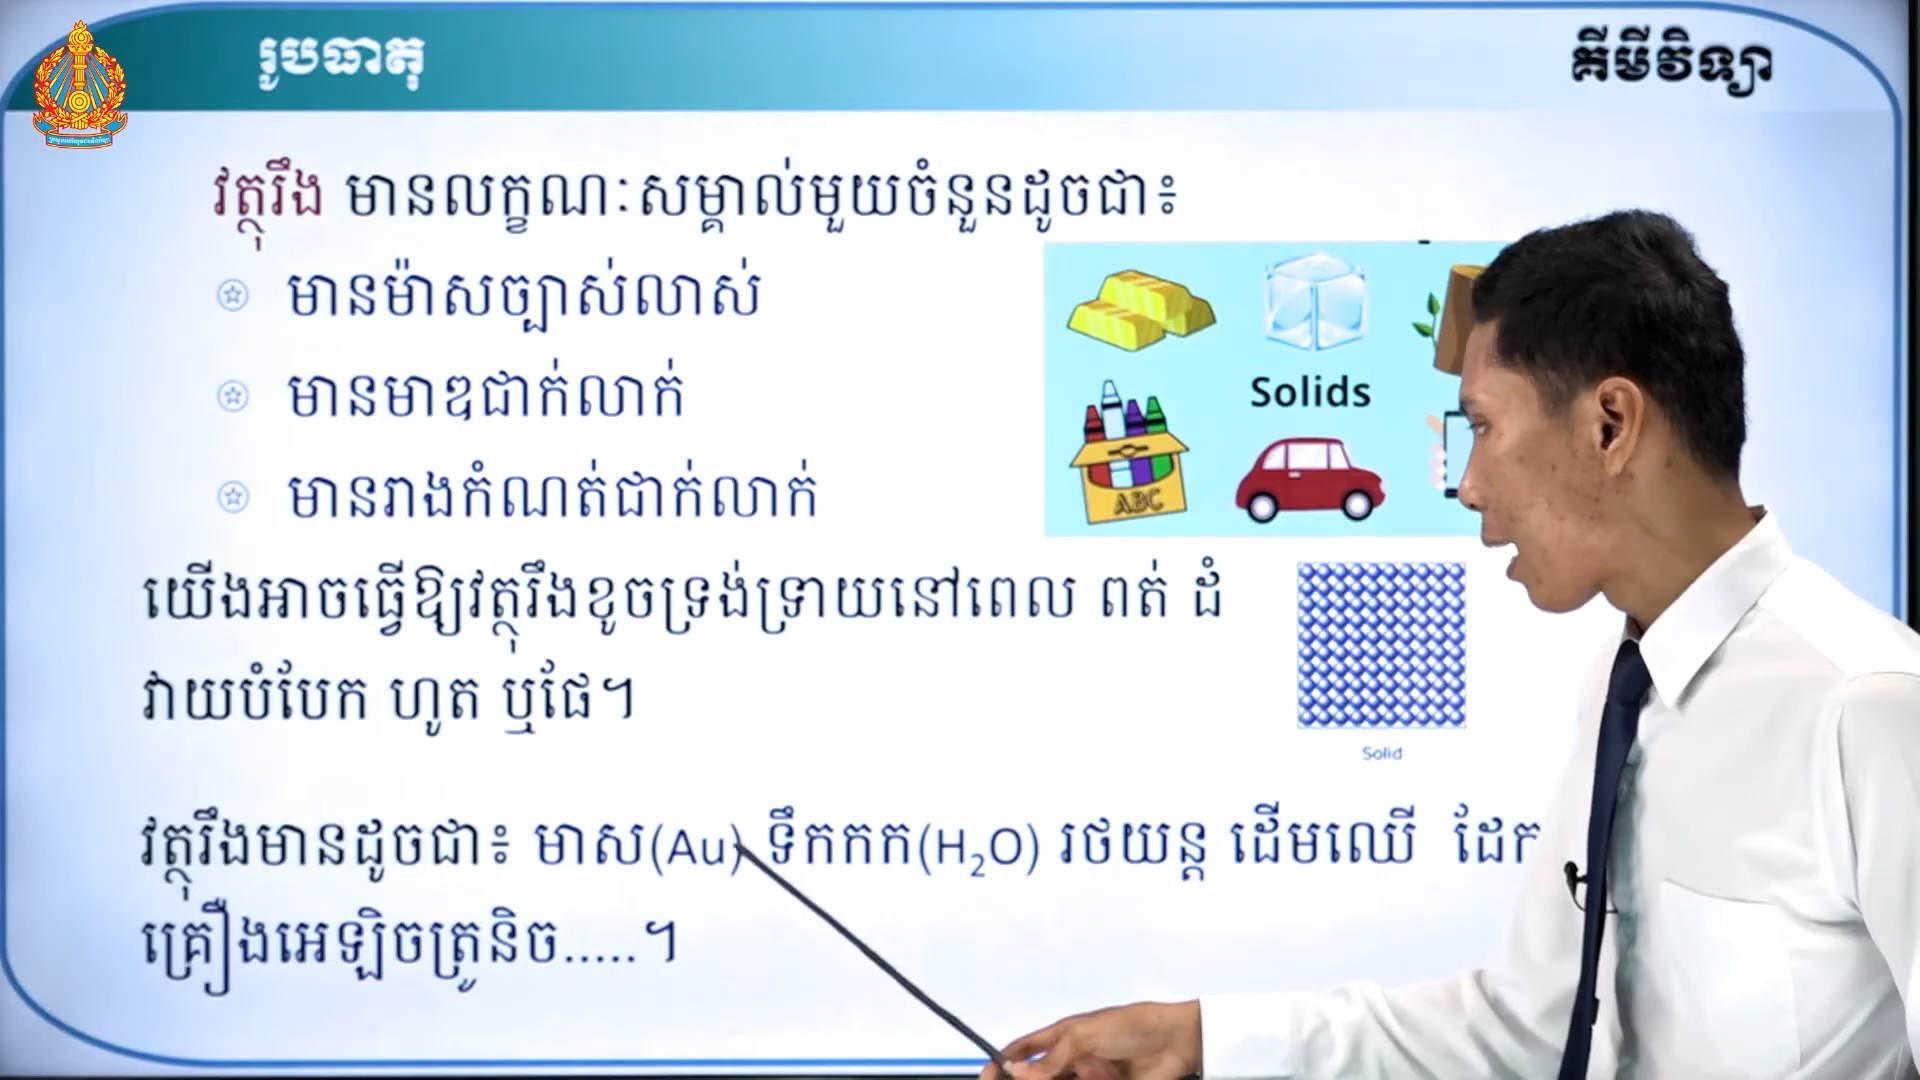 រូបធាតុ
គីមីវិទ្យា
វត្ថុរឹង មានលក្ខណៈសម្គាល់មួយចំនួនដូចជា៖
មានម៉ាសច្បាស់លាស់
មានមាឌជាក់លាក់
មានរាងកំណត់ជាក់លាក់
Solids
ABC
យើងអាចធ្វើឱ្យវត្ថុរឹងខូចទ្រង់ទ្រាយនៅពេល ពត់ ដំ
វាយបំបែក ហូត ឬផែ។
Solid
វត្ថុរឹងមានដូចជា៖ មាស(Au) ទឹកកក(H₂O) រថយន្ត ដើមឈើ ដែក
គ្រឿងអេឡិចត្រូនិច.....។